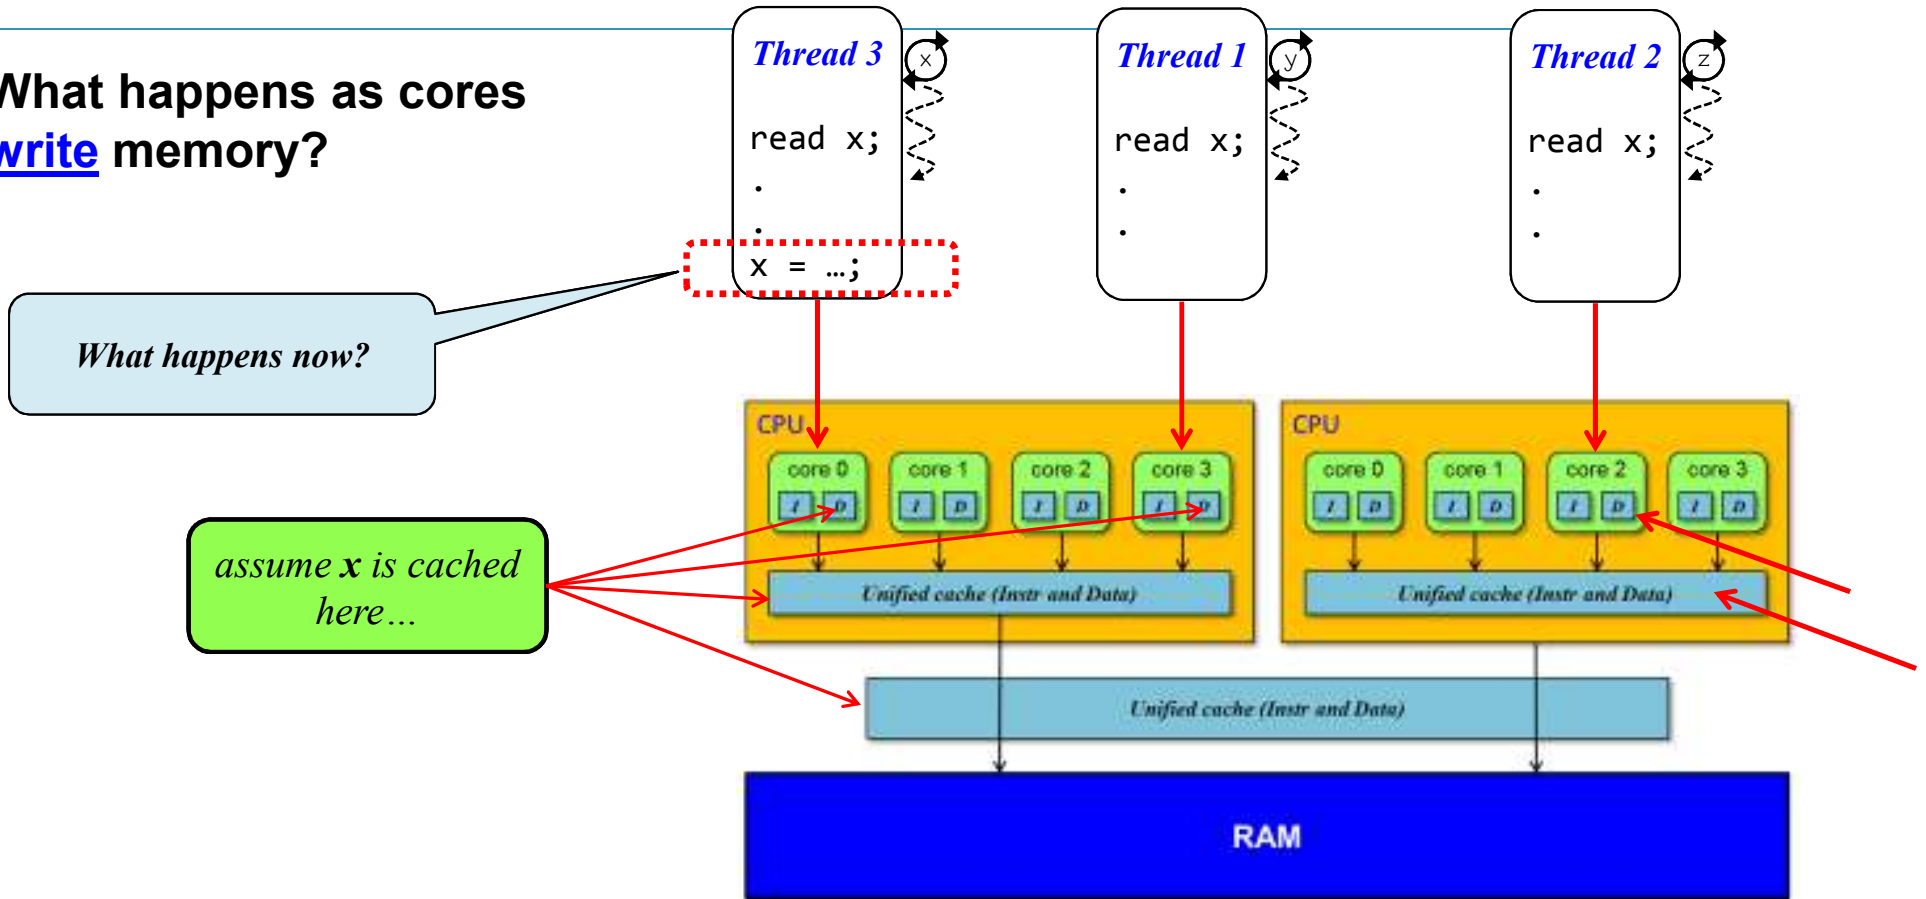 What happens as cores
write memory?
Thread 3
x
read x;
.
.
x = …;
Thread 1
y
read x;
.
.
Thread 2
z
read x;
.
.
What happens now?
assume x is cached
here…
CPU
core 0
core 1
core 2
core 3
I D
I D
I D
I D
Unified cache (Instr and Data)
CPU
core 0
core 1
core 2
core 3
I D
I D
I D
I D
Unified cache (Instr and Data)
Unified cache (Instr and Data)
RAM